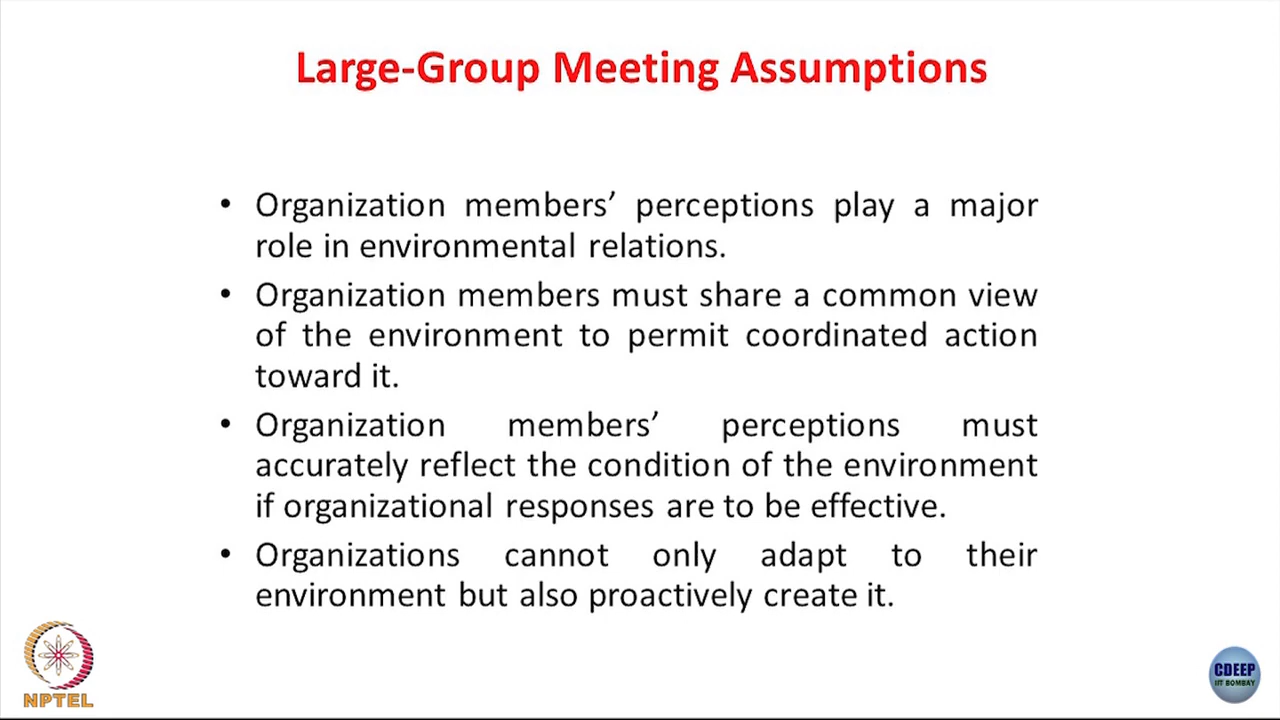 Large-Group Meeting Assumptions
• Organization members’ perceptions play a major
role in environmental relations.
• Organization members must share a common view
of the environment to permit coordinated action
toward it.
• Organization members’ perceptions must
accurately reflect the condition of the environment
if organizational responses are to be effective.
• Organizations cannot only adapt to their
environment but also proactively create it.
NPTEL
CDEEP
IIT BOMBAY